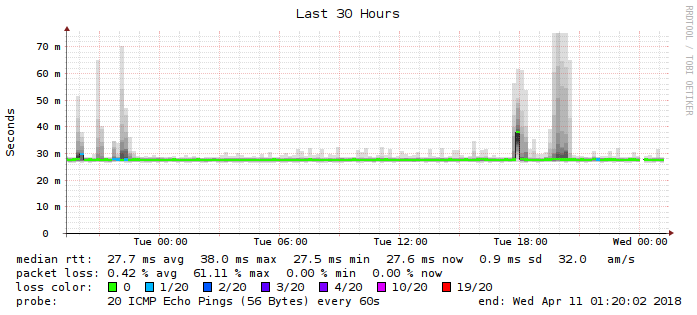 Last 30 Hours
RRDTOOL / TOBI OETIKER
Seconds
70 m
60 m
50 m
40 m
30 m
20 m
10 m
0
Tue 00:00 Tue 06:00 Tue 12:00 Tue 18:00 Wed 00:00
median rtt: 27.7 ms avg 38.0 ms max 27.5 ms min 27.6 ms now 0.9 ms sd 32.0 am/s
packet loss: 0.42 % avg 61.11 % max 0.00 % min 0.00 % now
loss color: 0 1/20 2/20 3/20 4/20 10/20 19/20
probe: 20 ICMP Echo Pings (56 Bytes) every 60s end: Wed Apr 11 01:20:02 2018